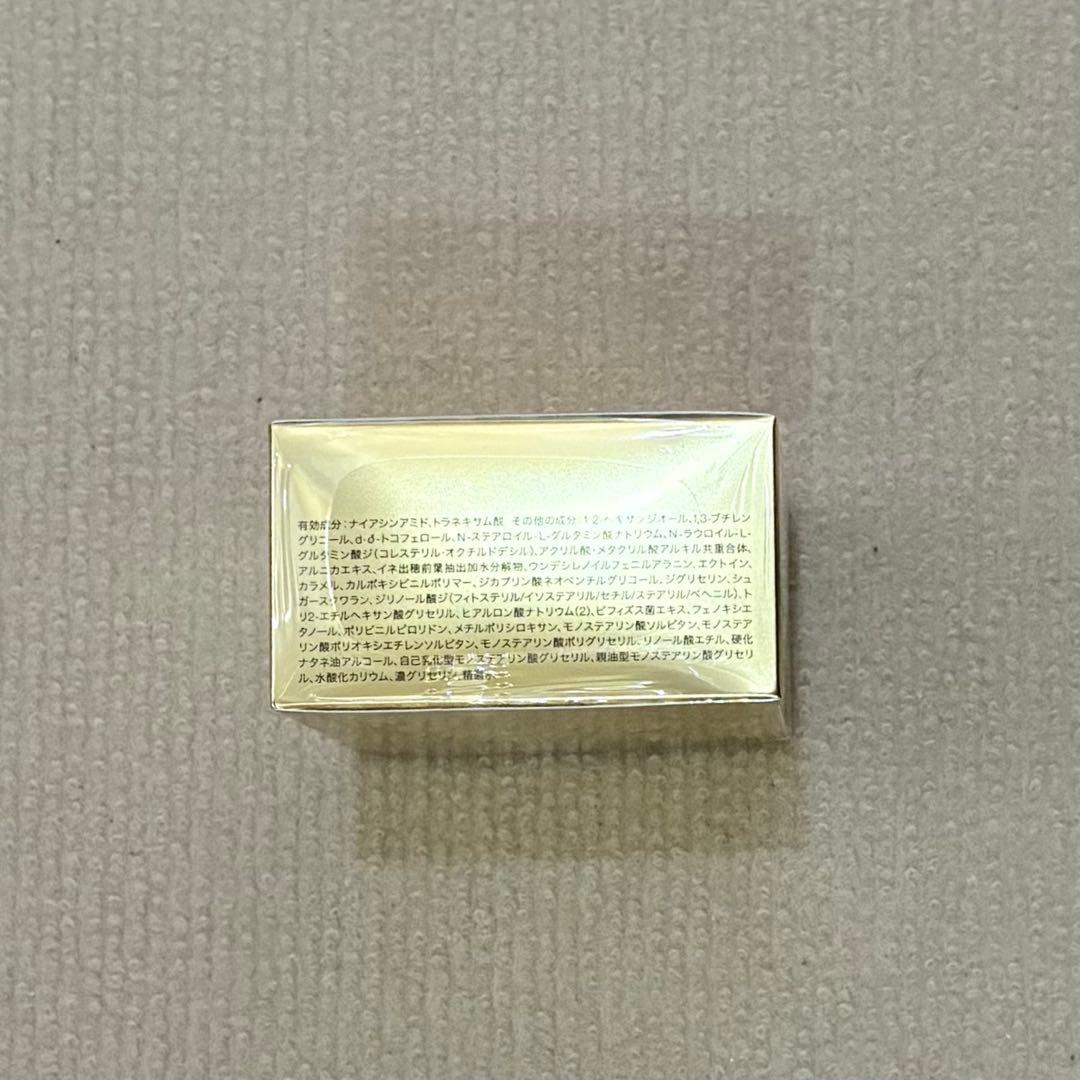 有効成分：ナイアシンアミド、トラネキサム酸 その他の成分：1,2-ヘキサンジオール、1,3-ブチレン
グリコール、d-δ-トコフェロール、N-ステアロイル-L-グルタミン酸ナトリウム、N-ラウロイル-L-
グルタミン酸ジ（コレステリル・オクチルドデシル）、アクリル酸・メタクリル酸アルキル共重合体、
アルニカエキス、イネ出穂前葉抽出加水分解物、ウンデシレノイルフェニルアラニン、エクトイン、
カラメル、カルボキシビニルポリマー、ジカプリン酸ネオペンチルグリコール、ジグリセリン、シュ
ガースクワラン、ジリノール酸ジ（フィトステリル/イソステアリル/セチル/ステアリル/ベヘニル）、ト
リ2-エチルヘキサン酸グリセリル、ヒアルロン酸ナトリウム(2)、ビフィズス菌エキス、フェノキシエ
タノール、ポリビニルピロリドン、メチルポリシロキサン、モノステアリン酸ソルビタン、モノステア
リン酸ポリオキシエチレンソルビタン、モノステアリン酸ポリグリセリル、リノール酸エチル、硬化
ナタネ油アルコール、自己乳化型モノステアリン酸グリセリル、親油型モノステアリン酸グリセリ
ル、水酸化カリウム、濃グリセリン、精製水